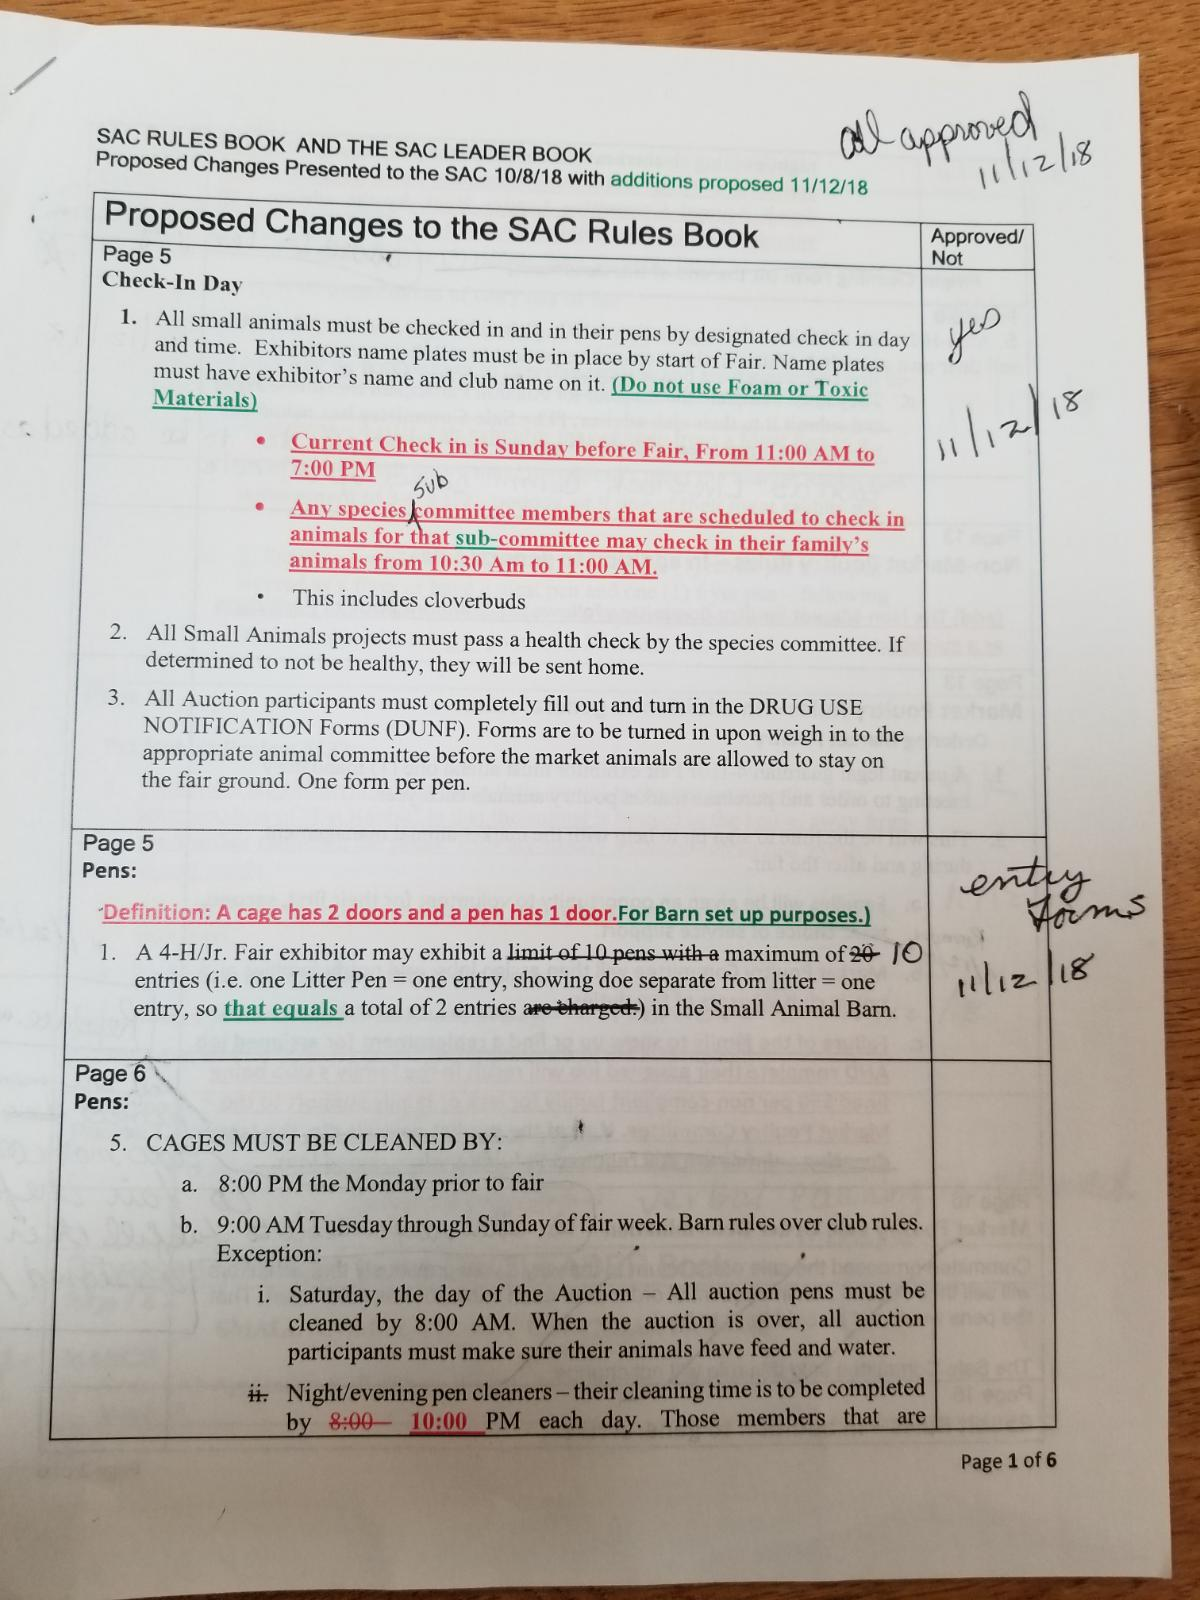 SAC RULES BOOK AND THE SAC LEADER BOOK
Proposed Changes Presented to the SAC 10/8/18 with additions proposed 11/12/18
all approved
11/12/18
Proposed Changes to the SAC Rules Book
Approved/
Not
Page 5
Check-In Day
1. All small animals must be checked in and in their pens by designated check in day
and time. Exhibitors name plates must be in place by start of Fair. Name plates
must have exhibitor's name and club name on it. (Do not use Foam or Toxic
Materials)
yes
11/12/18
• Current Check in is Sunday before Fair, From 11:00 AM to
7:00 PM
sub
• Any species committee members that are scheduled to check in
animals for that sub-committee may check in their family's
animals from 10:30 Am to 11:00 AM.
• This includes cloverbuds
2. All Small Animals projects must pass a health check by the species committee. If
determined to not be healthy, they will be sent home.
3. All Auction participants must completely fill out and turn in the DRUG USE
NOTIFICATION Forms (DUNF). Forms are to be turned in upon weigh in to the
appropriate animal committee before the market animals are allowed to stay on
the fair ground. One form per pen.
Page 5
Pens:
Definition: A cage has 2 doors and a pen has 1 door.For Barn set up purposes.)
1. A 4-H/Jr. Fair exhibitor may exhibit a limit of 10 pens with a maximum of 20 10
entries (i.e. one Litter Pen = one entry, showing doe separate from litter = one
entry, so that equals a total of 2 entries are charged.) in the Small Animal Barn.
entry
forms
11/12/18
Page 6
Pens:
5. CAGES MUST BE CLEANED BY:
a. 8:00 PM the Monday prior to fair
b. 9:00 AM Tuesday through Sunday of fair week. Barn rules over club rules.
Exception:
i. Saturday, the day of the Auction – All auction pens must be
cleaned by 8:00 AM. When the auction is over, all auction
participants must make sure their animals have feed and water.
ii. Night/evening pen cleaners – their cleaning time is to be completed
by 8:00 10:00 PM each day. Those members that are
Page 1 of 6